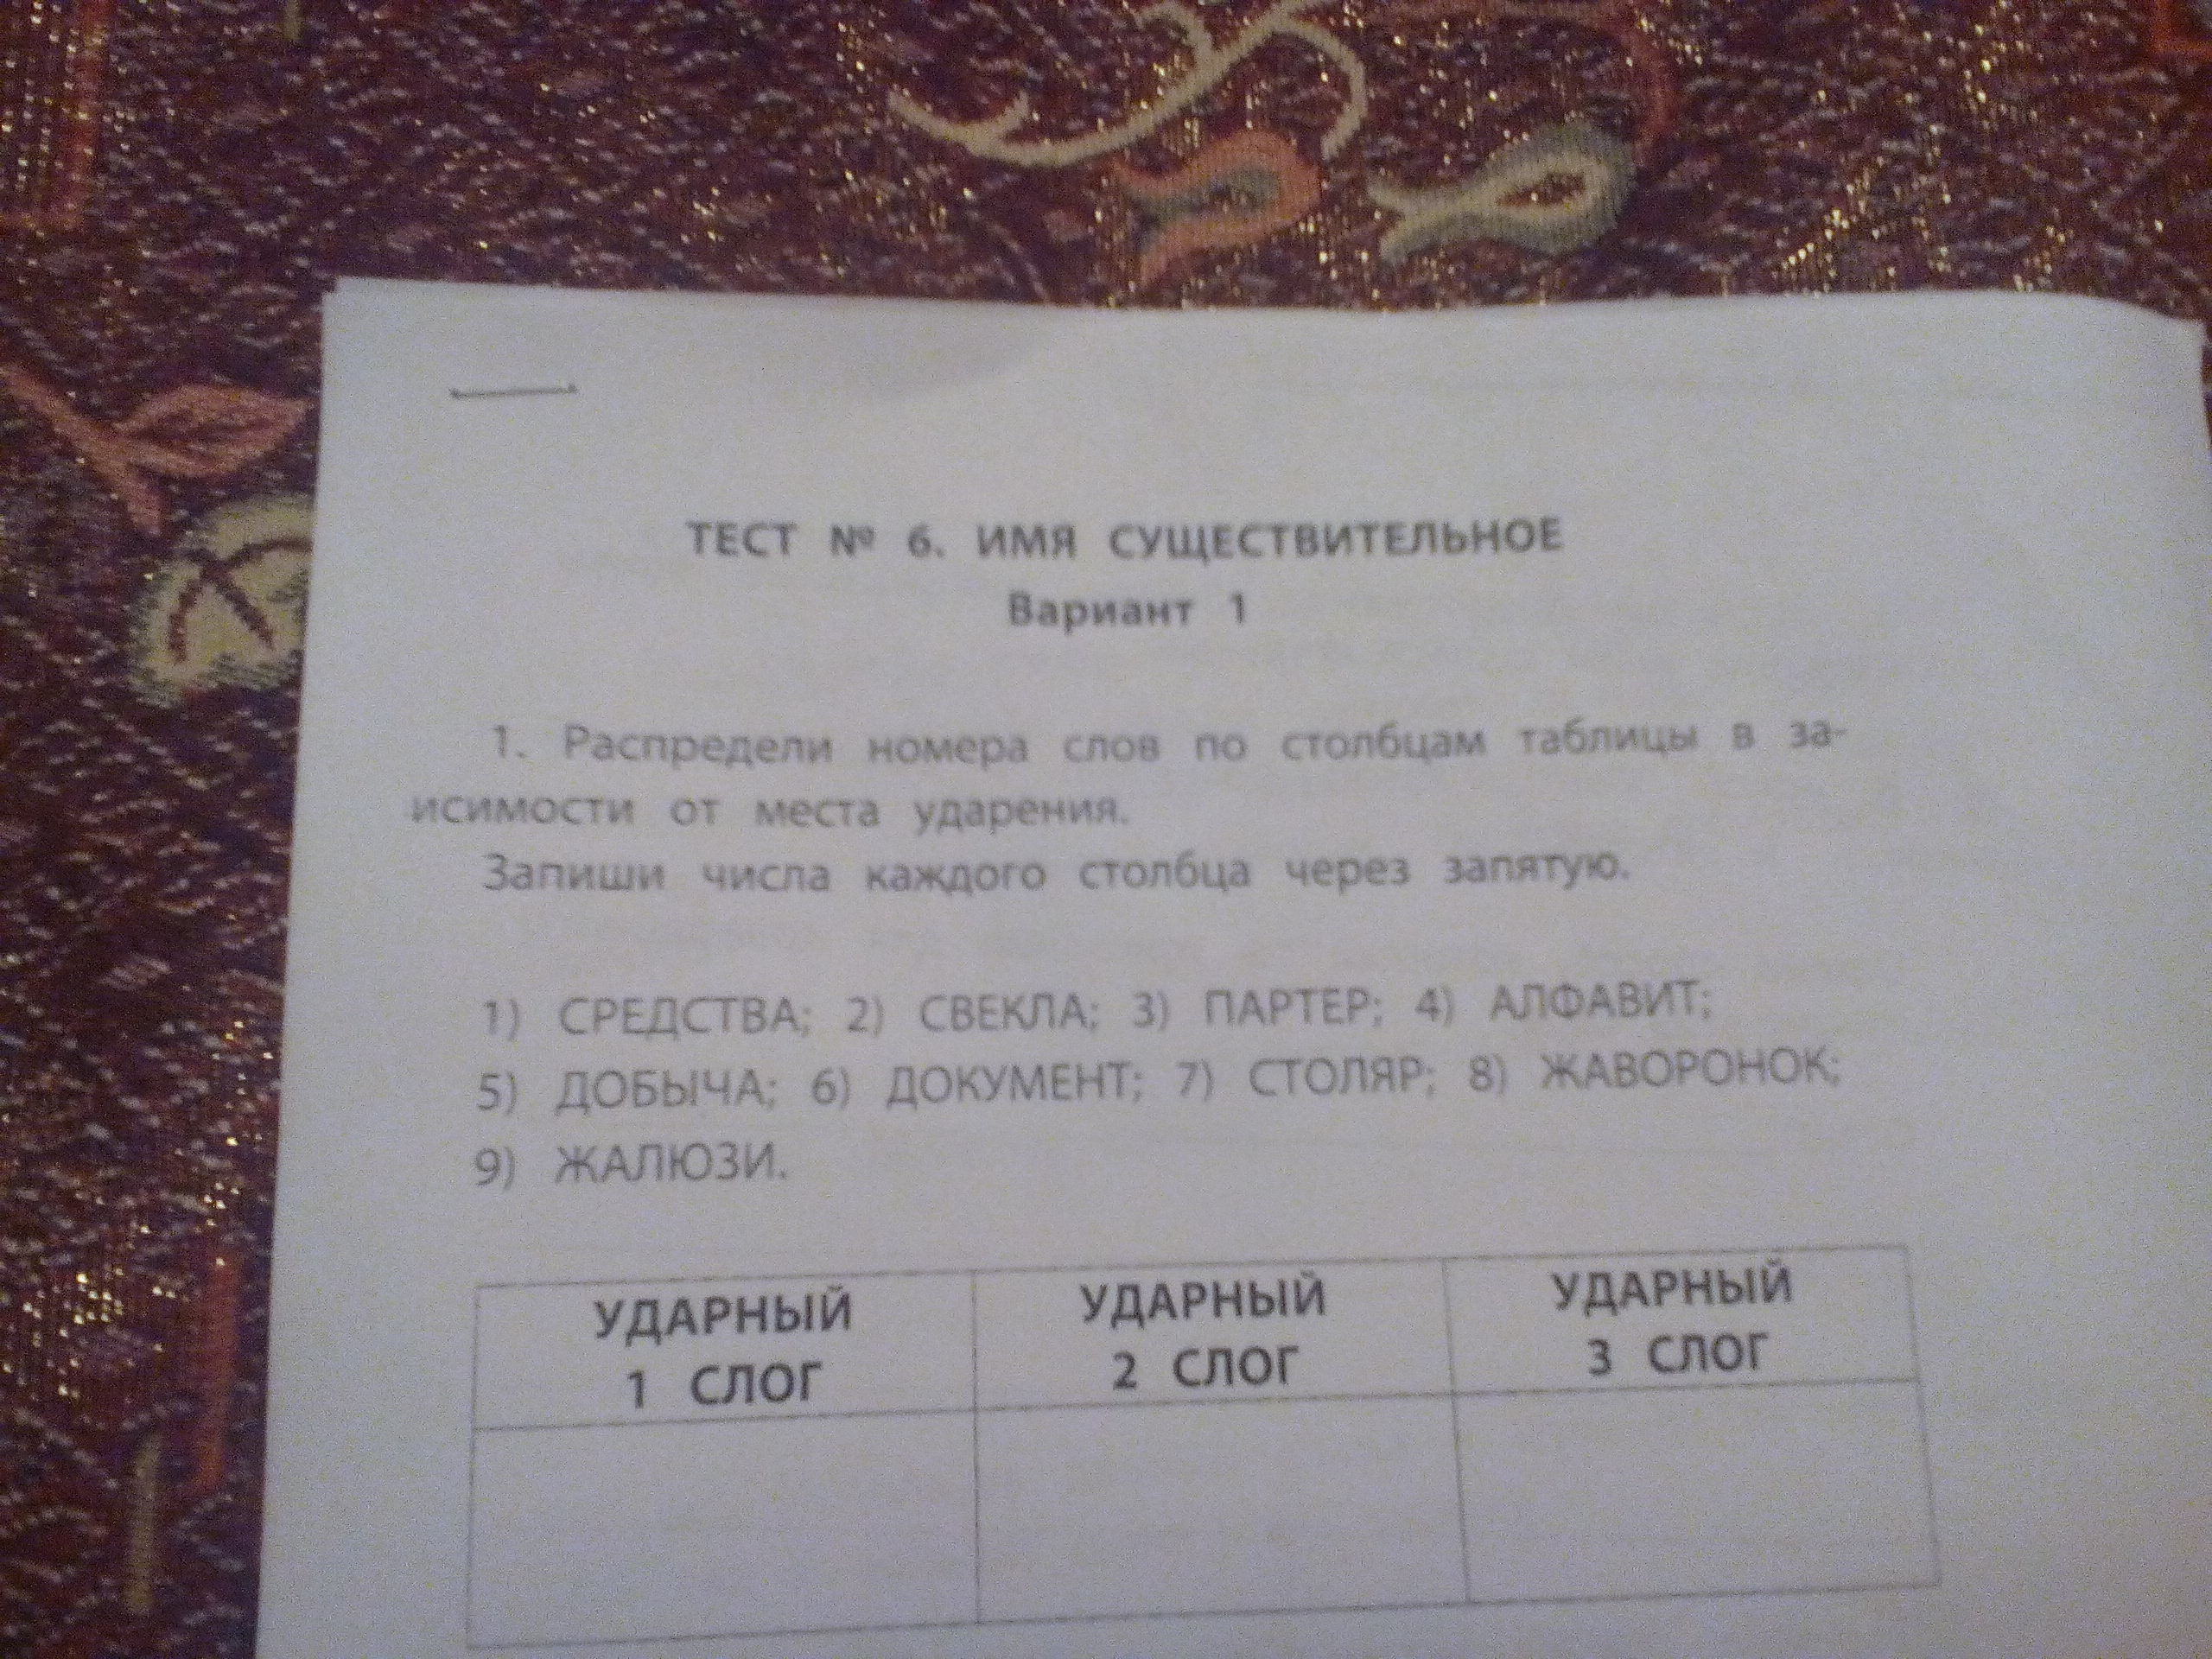 ТЕСТ № 6. ИМЯ СУЩЕСТВИТЕЛЬНОЕ
Вариант 1
1. Распредели номера слов по столбцам таблицы в за-
исимости от места ударения.
Запиши числа каждого столбца через запятую.
1) СРЕДСТВА; 2) СВЕКЛА; 3) ПАРТЕР; 4) АЛФАВИТ;
5) ДОБЫЧА; 6) ДОКУМЕНТ; 7) СТОЛЯР; 8) ЖАВОРОНОК;
9) ЖАЛЮЗИ.
УДАРНЫЙ 1 СЛОГ
УДАРНЫЙ 2 СЛОГ
УДАРНЫЙ 3 СЛОГ